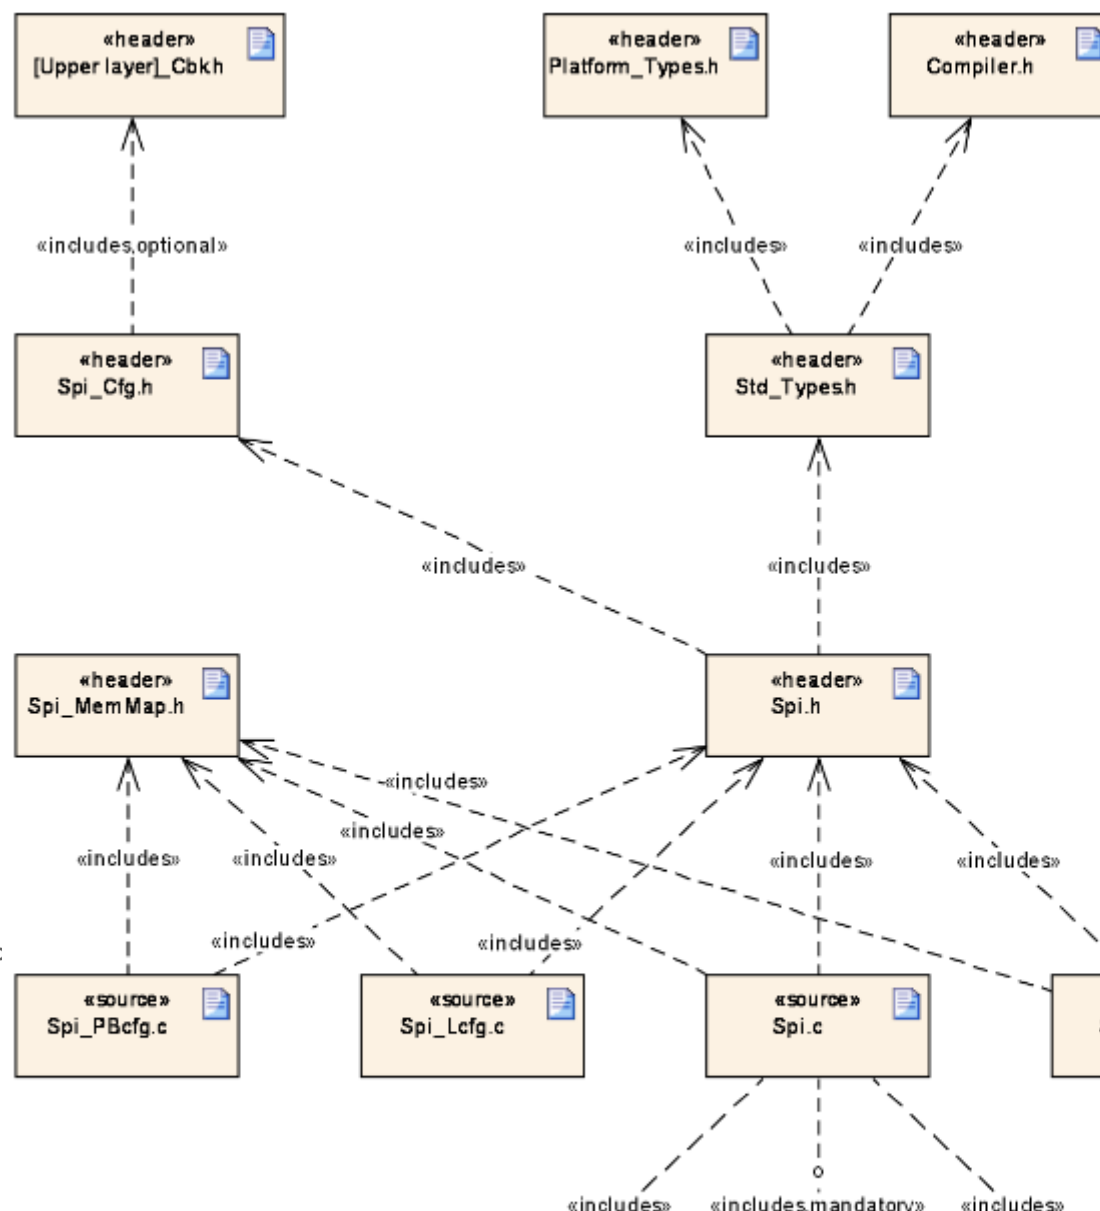 «header»
[Upper layer]_Cbk.h
«header»
Platform_Types.h
«header»
Compiler.h
«includes,optional»
«includes»
«includes»
«header»
Spi_Cfg.h
«header»
Std_Types.h
«includes»
«includes»
«header»
Spi_MemMap.h
«header»
Spi.h
«includes»
«includes»
«includes»
«includes»
«includes»
«includes»
«includes»
«includes»
«source»
Spi_PBcfg.c
«source»
Spi_Lcfg.c
«source»
Spi.c
«includes»
«includes,mandatory»
«includes»